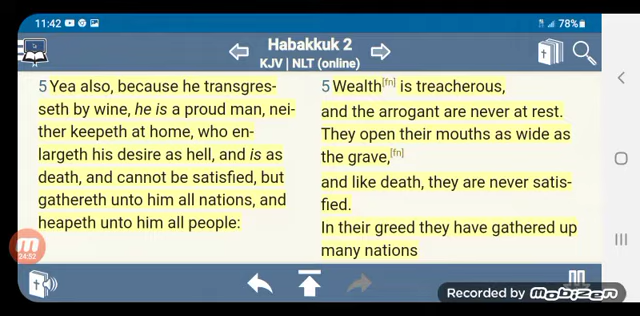 11:42
78%
Habakkuk 2
KJV | NLT (online)
5 Yea also, because he transgres-
seth by wine, he is a proud man, nei-
ther keepeth at home, who en-
largeth his desire as hell, and is as
death, and cannot be satisfied, but
gathereth unto him all nations, and
heapeth unto him all people:
5 Wealth[fn] is treacherous,
and the arrogant are never at rest.
They open their mouths as wide as
the grave,[fn]
and like death, they are never satis-
fied.
In their greed they have gathered up
many nations
24:52
Recorded by mobizen